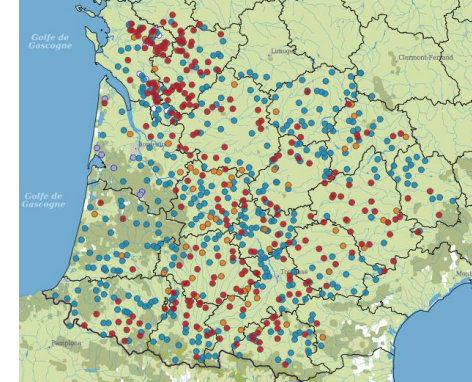 Golfe de
Gascogne
Limoges
Clermont-Ferrand
Bordeaux
Golfe de
Gascogne
Toulouse
Pamplona